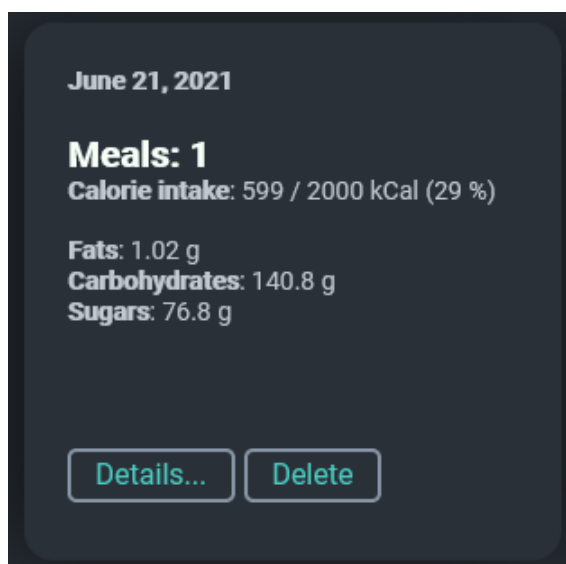 June 21, 2021
Meals: 1
Calorie intake: 599 / 2000 kCal (29 %)
Fats: 1.02 g
Carbohydrates: 140.8 g
Sugars: 76.8 g
Details... Delete